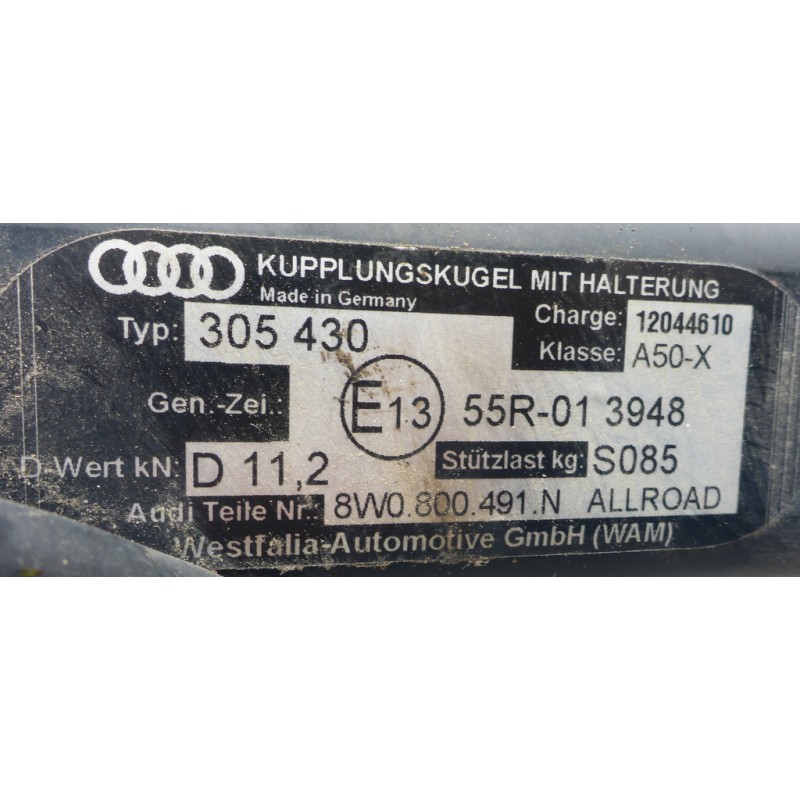 KUPPLUNGSKUGEL MIT HALTERUNG
Made in Germany
Typ: 305 430
Charge: 12044610
Klasse: A50-X
Gen.-Zei.: E13 55R-01 3948
D-Wert kN: D 11,2 Stützlast kg: S085
Audi Teile Nr.: 8W0.800.491.N ALLROAD
Westfalia-Automotive GmbH (WAM)